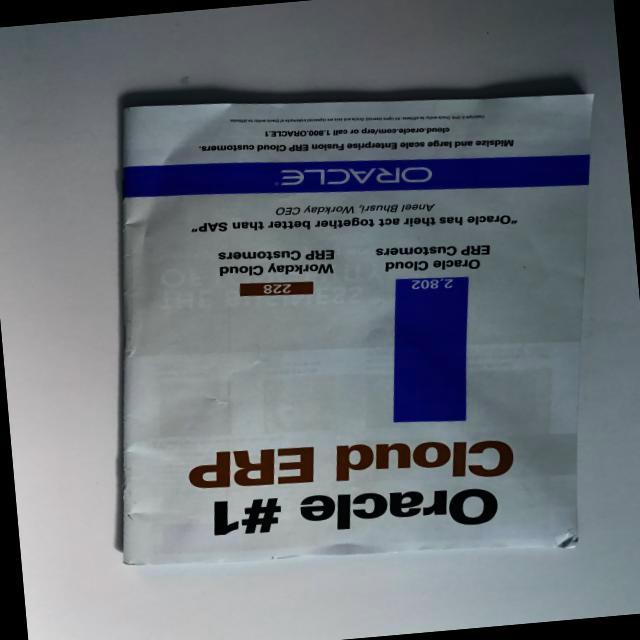 Oracle #1
Cloud ERP
2,802
228
Oracle Cloud
ERP Customers
Workday Cloud
ERP Customers
"Oracle has their act together better than SAP"
Aneel Bhusri, Workday CEO
ORACLE®
Midsize and large scale Enterprise Fusion ERP Cloud customers.
cloud.oracle.com/erp or call 1.800.ORACLE.1